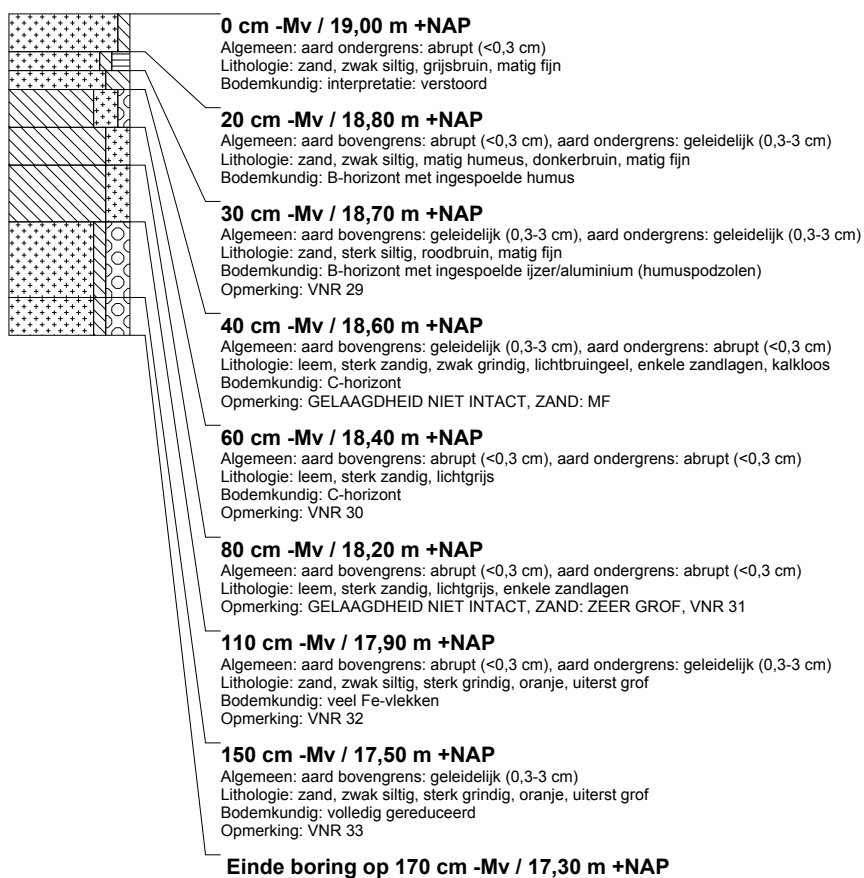 0 cm -Mv / 19,00 m +NAP
Algemeen: aard ondergrens: abrupt (<0,3 cm)
Lithologie: zand, zwak siltig, grijsbruin, matig fijn
Bodemkundig: interpretatie: verstoord
20 cm -Mv / 18,80 m +NAP
Algemeen: aard bovengrens: abrupt (<0,3 cm), aard ondergrens: geleidelijk (0,3-3 cm)
Lithologie: zand, zwak siltig, matig humeus, donkerbruin, matig fijn
Bodemkundig: B-horizont met ingespoelde humus
30 cm -Mv / 18,70 m +NAP
Algemeen: aard bovengrens: geleidelijk (0,3-3 cm), aard ondergrens: geleidelijk (0,3-3 cm)
Lithologie: zand, sterk siltig, roodbruin, matig fijn
Bodemkundig: B-horizont met ingespoelde ijzer/aluminium (humuspodzolen)
Opmerking: VNR 29
40 cm -Mv / 18,60 m +NAP
Algemeen: aard bovengrens: geleidelijk (0,3-3 cm), aard ondergrens: abrupt (<0,3 cm)
Lithologie: leem, sterk zandig, zwak grindig, lichtbruingeel, enkele zandlagen, kalkloos
Bodemkundig: C-horizont
Opmerking: GELAAGDHEID NIET INTACT, ZAND: MF
60 cm -Mv / 18,40 m +NAP
Algemeen: aard bovengrens: abrupt (<0,3 cm), aard ondergrens: abrupt (<0,3 cm)
Lithologie: leem, sterk zandig, lichtgrijs
Bodemkundig: C-horizont
Opmerking: VNR 30
80 cm -Mv / 18,20 m +NAP
Algemeen: aard bovengrens: abrupt (<0,3 cm), aard ondergrens: abrupt (<0,3 cm)
Lithologie: leem, sterk zandig, lichtgrijs, enkele zandlagen
Opmerking: GELAAGDHEID NIET INTACT, ZAND: ZEER GROF, VNR 31
110 cm -Mv / 17,90 m +NAP
Algemeen: aard bovengrens: abrupt (<0,3 cm), aard ondergrens: geleidelijk (0,3-3 cm)
Lithologie: zand, zwak siltig, sterk grindig, oranje, uiterst grof
Bodemkundig: veel Fe-vlekken
Opmerking: VNR 32
150 cm -Mv / 17,50 m +NAP
Algemeen: aard bovengrens: geleidelijk (0,3-3 cm)
Lithologie: zand, zwak siltig, sterk grindig, oranje, uiterst grof
Bodemkundig: volledig gereduceerd
Opmerking: VNR 33
Einde boring op 170 cm -Mv / 17,30 m +NAP